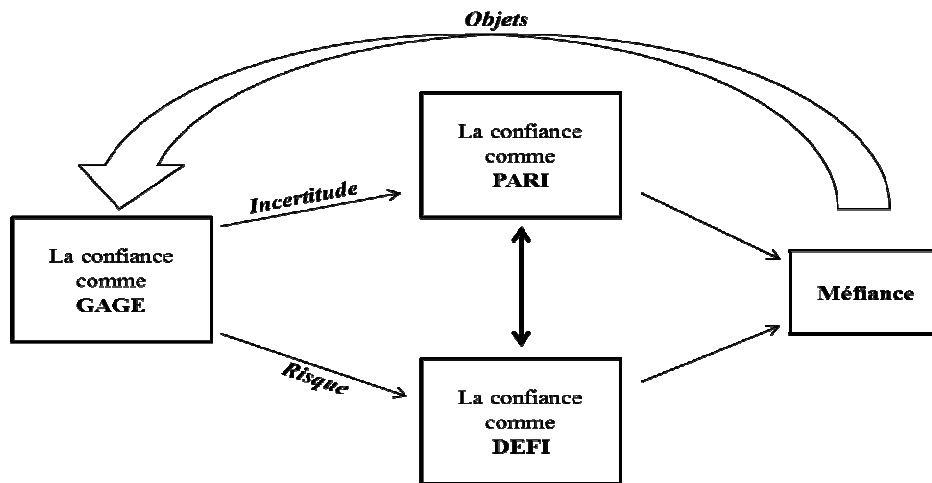 Objets
La confiance
comme
PARI
Incertitude
La confiance
comme
GAGE
Méfiance
Risque
La confiance
comme
DEFI